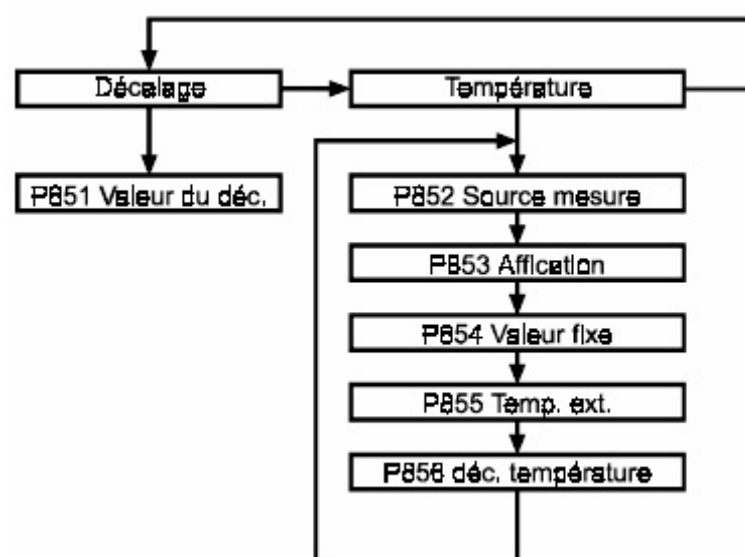 Décalage
Température
P851 Valeur du déc.
P852 Source mesure
P853 Affication
P854 Valeur fixe
P855 Temp. ext.
P856 déc. température